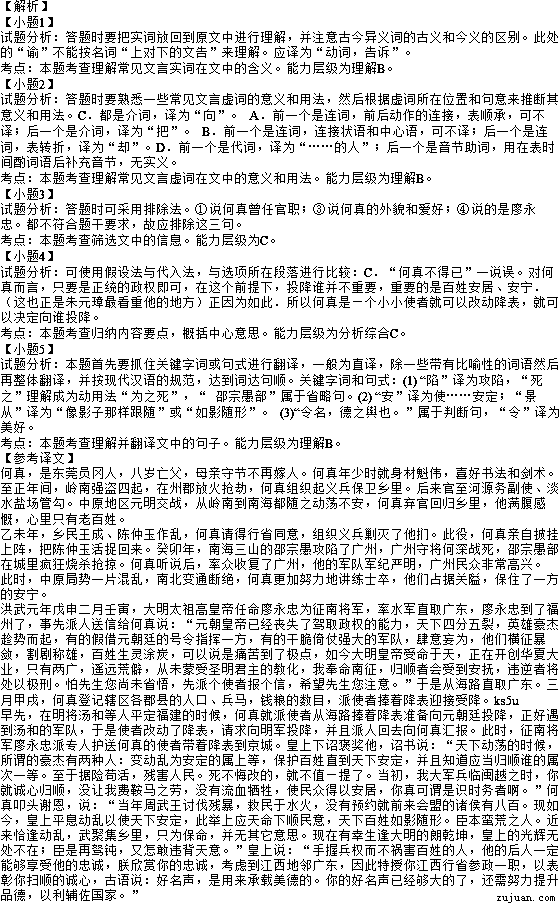 【解析】
【小题1】
试题分析：答题时要把实词放回到原文中进行理解，并注意古今异义词的古义和今义的区别。此处
的“谕”不能按名词“上对下的文告”来理解。应译为“动词，告诉”。
考点：本题考查理解常见文言实词在文中的含义。能力层级为理解B。
【小题2】
试题分析：答题时要熟悉一些常见文言虚词的意义和用法，然后根据虚词所在位置和句意来推断其
意义和用法。C．都是介词，译为“向”。 A．前一个是连词，前后动作的连接，表顺承，可不
译；后一个是介词，译为“把”。 B．前一个是连词，连接状语和中心语，可不译；后一个是连
词，表转折，译为“却”。D．前一个是代词，译为“……的人”；后一个是音节助词，用在表时
间酌词语后补充音节，无实义。
考点：本题考查理解常见文言虚词在文中的意义和用法。能力层级为理解B。
【小题3】
试题分析：答题时可采用排除法。①说何真曾任官职；③说何真的外貌和爱好；④说的是廖永
忠。都不符合题干要求，故应排除这三句。
考点：本题考查筛选文中的信息。能力层级为C。
【小题4】
试题分析：可使用假设法与代入法，与选项所在段落进行比较：C．“何真不得已”一说误。对何
真而言，只要是正统的政权即可，在这个前提下，投降谁并不重要，重要的是百姓安居、安宁．
（这也正是朱元璋最看重他的地方）正因为如此．所以何真是一个小小使者就可以改动降表，就可
以决定向谁投降。
考点：本题考查归纳内容要点，概括中心意思。能力层级为分析综合C。
【小题5】
试题分析：本题首先要抓住关键字词或句式进行翻译，一般为直译，除一些带有比喻性的词语然后
再整体翻译，并按现代汉语的规范，达到词达句顺。关键字词和句式：(1)“陷”译为攻陷，“死
之”理解成为动用法“为之死”，“ 邵宗愚部”属于省略句。(2)“安”译为使……安定；“景
从”译为“像影子那样跟随”或“如影随形”。 (3)“令名，德之舆也。”属于判断句，“令”译为
美好。
考点：本题考查理解并翻译文中的句子。能力层级为理解B。
【参考译文】
何真，是东莞员冈人，八岁亡父，母亲守节不再嫁人。何真年少时就身材魁伟，喜好书法和剑术。
至正年间，岭南强盗四起，在州郡放火抢劫，何真组织起义兵保卫乡里。后来官至河源务副使、淡
水盐场管勾。中原地区元明交战，从岭南到南海都随之动荡不安，何真弃官回归乡里，他满腹感
慨，心里只有老百姓。
乙未年，乡民王成、陈仲玉作乱，何真请得行省同意，组织义兵剿灭了他们。此役，何真亲自披挂
上阵，把陈仲玉活捉回来。癸卯年，南海三山的邵宗愚攻陷了广州，广州守将何深战死，邵宗愚部
在城里疯狂烧杀抢掠。何真听说后，率众收复了广州，他的军队军纪严明，广州民众非常高兴。
此时，中原局势一片混乱，南北变通断绝，何真更加努力地讲练士卒，他们占据关隘，保住了一方
的安宁。
洪武元年戊申二月壬寅，大明太祖高皇帝任命廖永忠为征南将军，率水军直取广东，廖永忠到了福
州了，事先派人送信给何真说：“元朝皇帝已经丧失了驾驭政权的能力，天下四分五裂，英雄豪杰
趁势而起，有的假借元朝廷的号令指挥一方，有的干脆倚仗强大的军队，肆意妄为，他们横征暴
敛，割剧称雄，百姓生灵涂炭，可以说是痛苦到了极点，如今大明皇帝受命于天，正在开创华夏大
业，只有两广，遥远荒僻，从未蒙受圣明君主的教化，我奉命南征，归顺者会受到安抚，违逆者将
处以极刑。怕先生您尚未省悟，先派个使者报个信，希望先生您注意。”于是从海路直取广东。三
月甲戌，何真登记辖区各郡县的人口、兵马，钱粮的数目，派使者捧着降表迎接受降。ks5u
早先，在明将汤和等人平定福建的时候，何真就派使者从海路捧着降表准备向元朝廷投降，正好遇
到汤和的军队，于是使者改动了降表，请求向明军投降，并且派人回去向何真汇报。此时，征南将
军廖永忠派专人护送何真的使者带着降表到京城。皇上下诏褒奖他，诏书说：“天下动荡的时候，
所谓的豪杰有两种人：变动乱为安定的属上等，保护百姓直到天下安定，并且知道应当归顺谁的属
次一等。至于据险苟活，残害人民。死不悔改的，就不值一提了。当初，我大军兵临闽越之时，你
就诚心归顺，没让我费鞍马之劳，没有流血牺牲，使民众得以安居，你真可谓是识时务者啊。”何
真叩头谢恩，说：“当年周武王讨伐残暴，救民于水火，没有预约就前来会盟的诸侯有八百。现如
今，皇上平息动乱以使天下安定，此举上应天命下顺民意，天下百姓如影随形。臣本蛮荒之人。近
来恰逢动乱，武聚集乡里，只为保命，并无其它意思。现在有幸生逢大明的朗朗乾坤，皇上的光辉无
处不在；臣是再驽钝，又怎敢违背天意。”皇上说：“手握兵权而不祸害百姓的人，他的后人一定
能够享受他的忠诚，朕欣赏你的忠诚，考虑到江西地邻广东，因此特授你江西行省参政一职，以表
彰你扫顺的诚心，古语说：好名声，是用来承载美德的。你的好名声已经够大的了，还需努力提升
品德，以利辅佐国家。”
zujuan.com